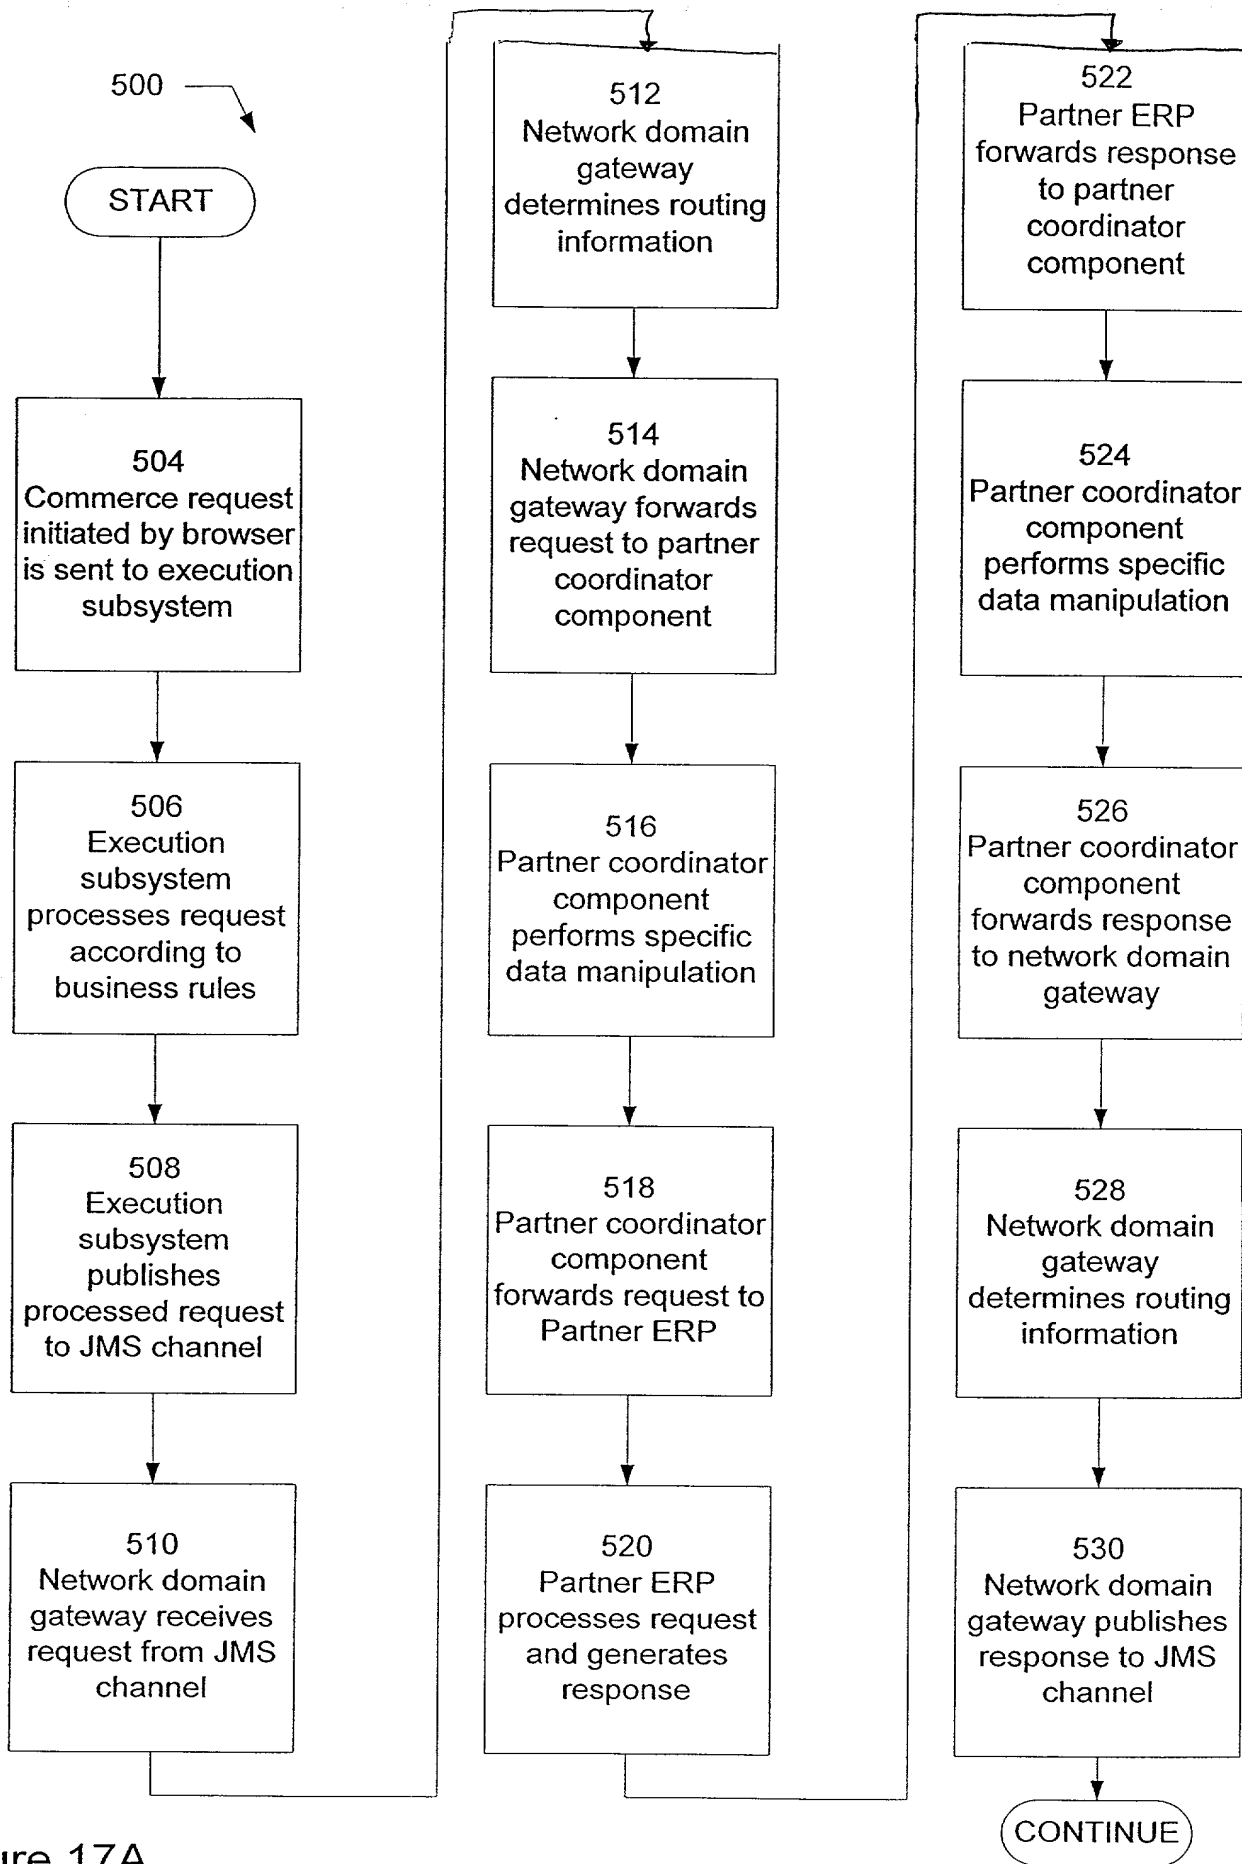 500
START
504
Commerce request
initiated by browser
is sent to execution
subsystem
506
Execution
subsystem
processes request
according to
business rules
508
Execution
subsystem
publishes
processed request
to JMS channel
510
Network domain
gateway receives
request from JMS
channel
512
Network domain
gateway
determines routing
information
514
Network domain
gateway forwards
request to partner
coordinator
component
516
Partner coordinator
component
performs specific
data manipulation
518
Partner coordinator
component
forwards request to
Partner ERP
520
Partner ERP
processes request
and generates
response
522
Partner ERP
forwards response
to partner
coordinator
component
524
Partner coordinator
component
performs specific
data manipulation
526
Partner coordinator
component
forwards response
to network domain
gateway
528
Network domain
gateway
determines routing
information
530
Network domain
gateway publishes
response to JMS
channel
CONTINUE
ure 17A